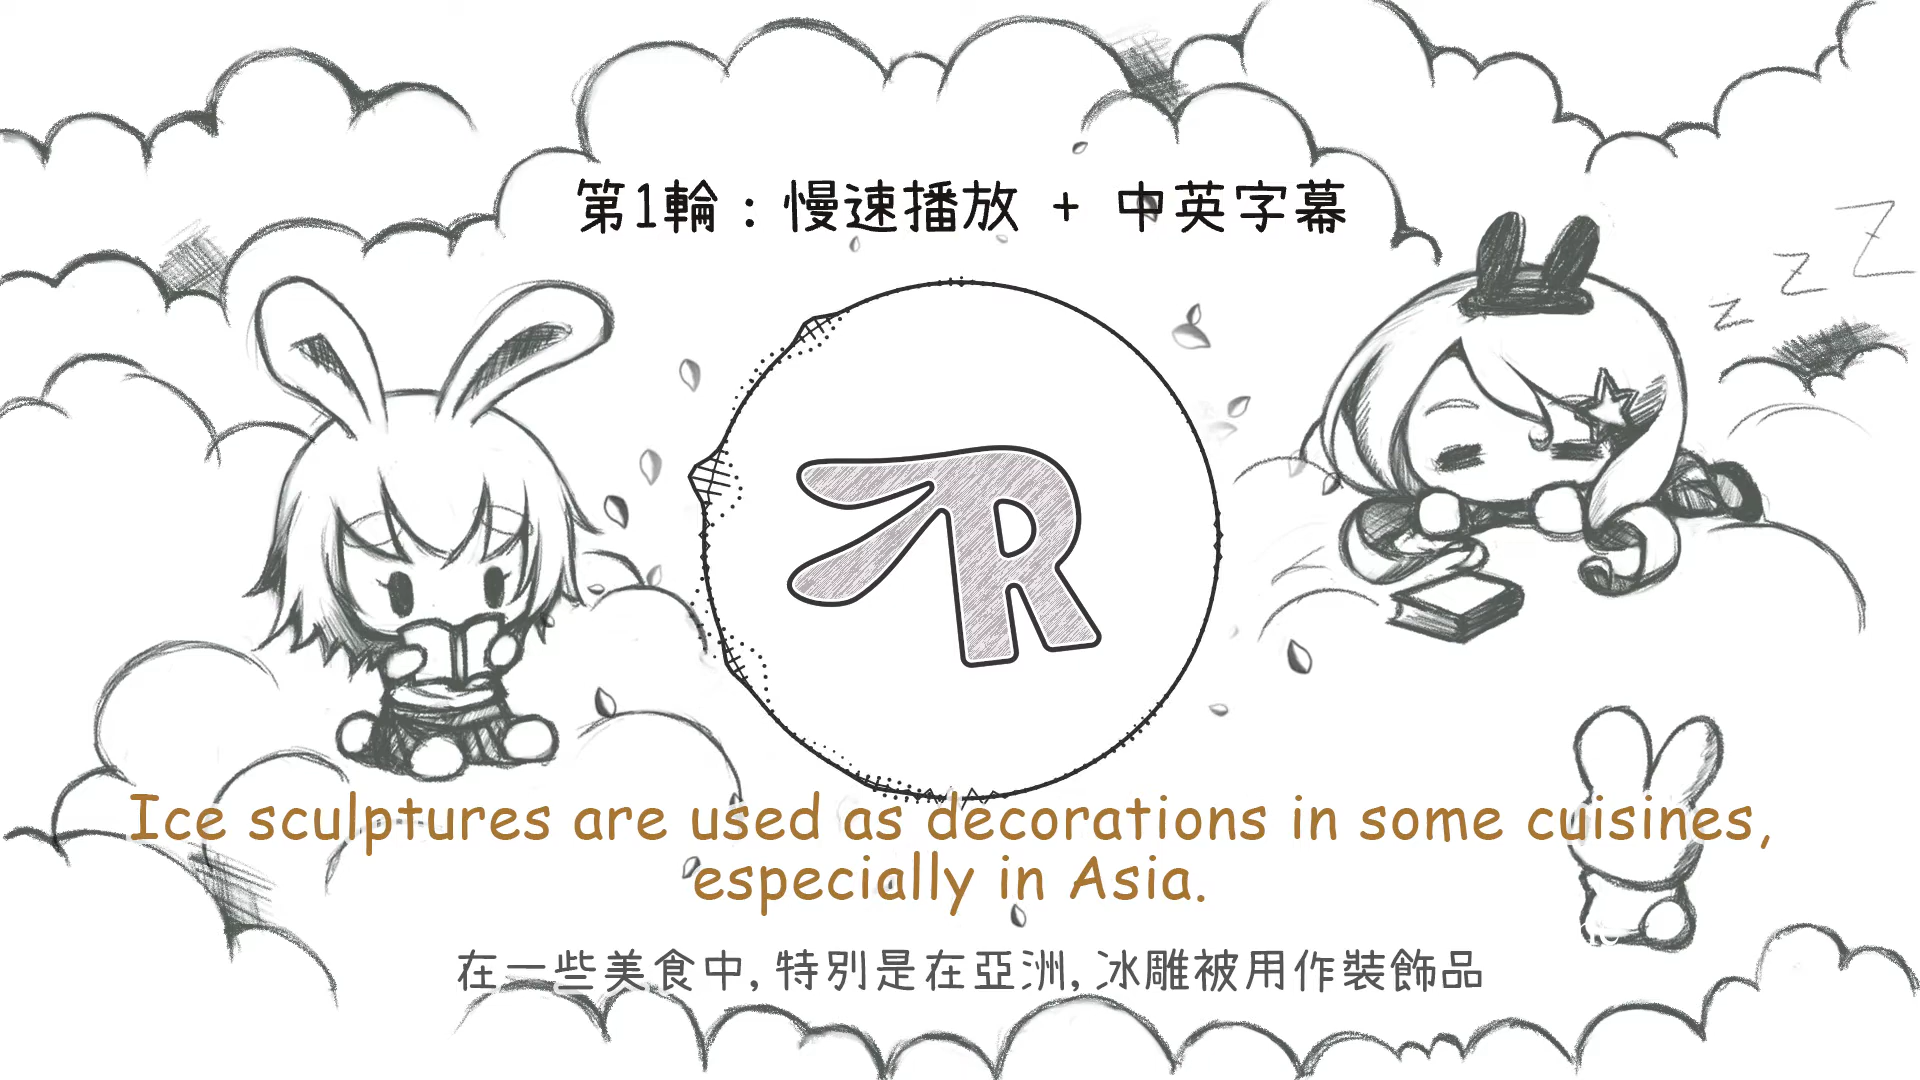 第1輪：慢速播放 + 中英字幕
Z
Z
Z
R
Ice sculptures are used as decorations in some cuisines,
especially in Asia.
在一些美食中, 特別是在亞洲, 冰雕被用作裝飾品